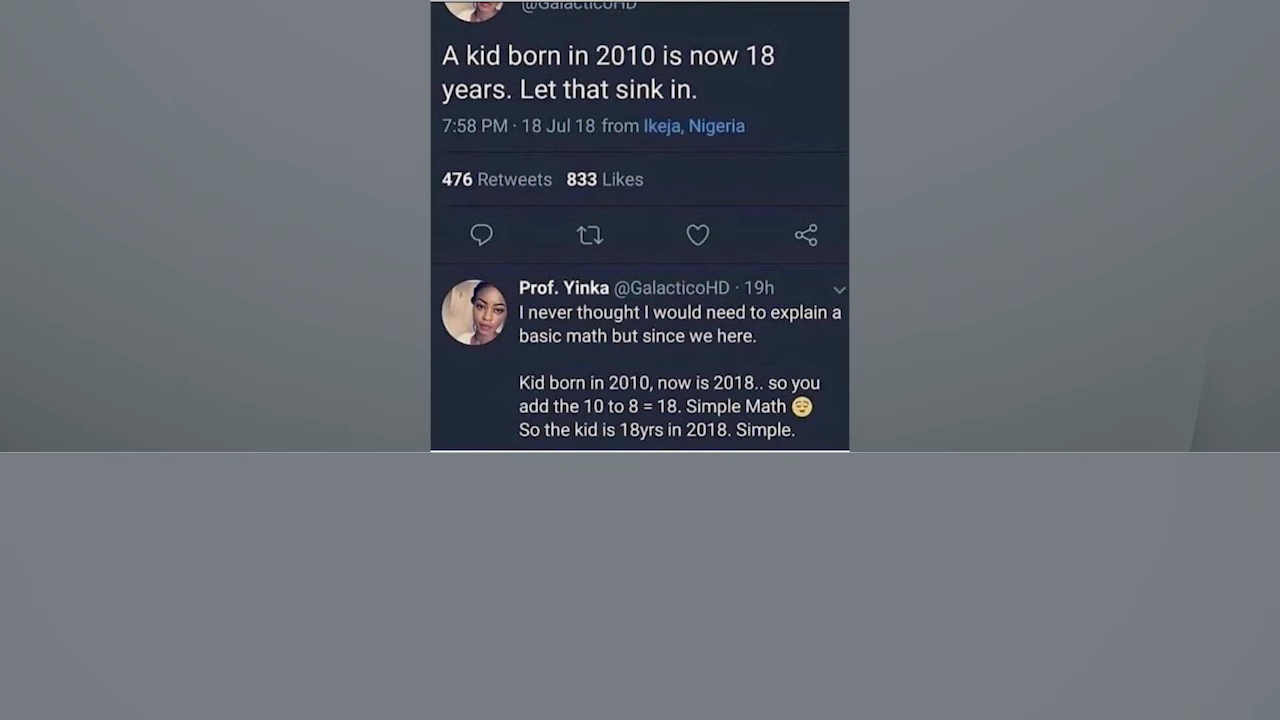 @GalacticoHD
A kid born in 2010 is now 18
years. Let that sink in.
7:58 PM · 18 Jul 18 from Ikeja, Nigeria
476 Retweets 833 Likes
Prof. Yinka @GalacticoHD · 19h
I never thought I would need to explain a
basic math but since we here.
Kid born in 2010, now is 2018.. so you
add the 10 to 8 = 18. Simple Math 😌
So the kid is 18yrs in 2018. Simple.